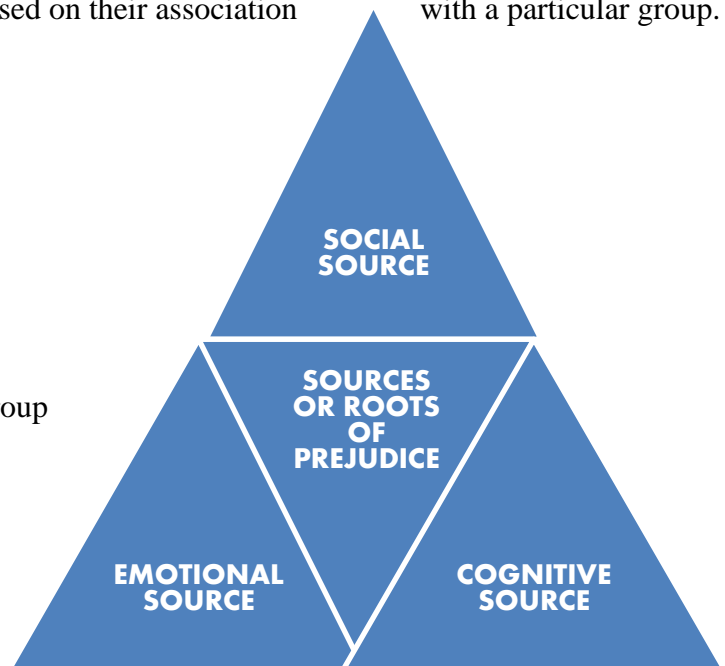 sed on their association with a particular group.
SOCIAL
SOURCE
SOURCES
OR ROOTS
OF
PREJUDICE
oup
EMOTIONAL
SOURCE
COGNITIVE
SOURCE